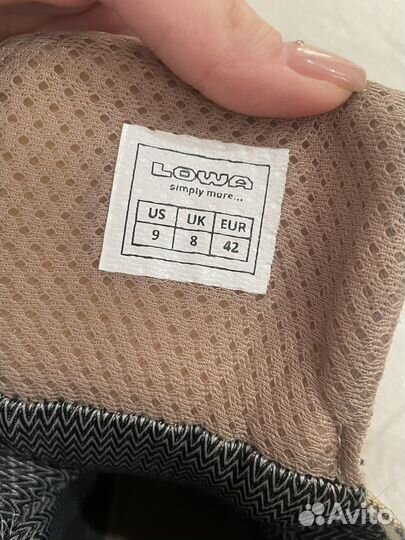 LOWA
simply more...
US UK EUR
9 8 42
Avito